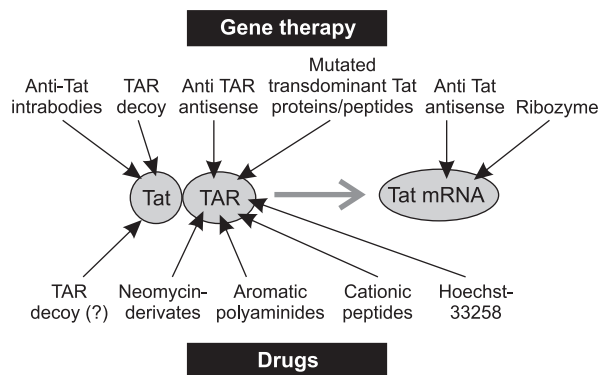 Gene therapy
Mutated
Anti-Tat TAR Anti TAR transdominant Tat Anti Tat
intrabodies decoy antisense proteins/peptides antisense Ribozyme
Tat TAR Tat mRNA
TAR Neomycin- Aromatic Cationic Hoechst-
decoy (?) derivates polyaminides peptides 33258
Drugs